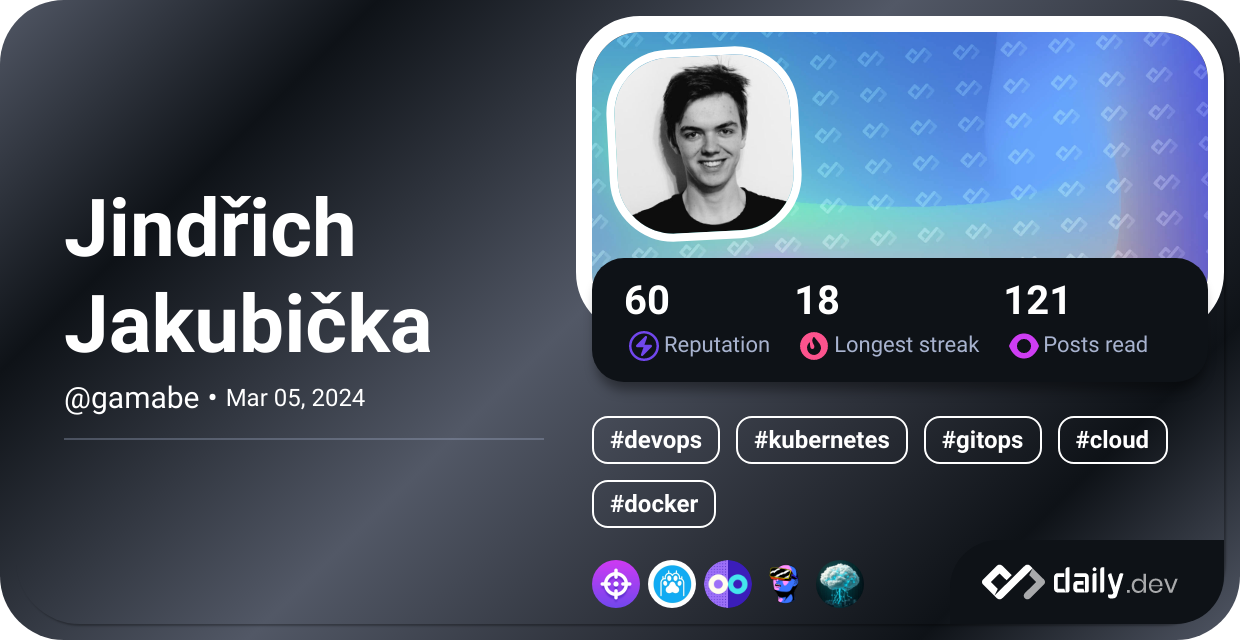 Jindřich
Jakubička
@gamabe • Mar 05, 2024
60 18 121
Reputation Longest streak Posts read
#devops #kubernetes #gitops #cloud
#docker
daily.dev